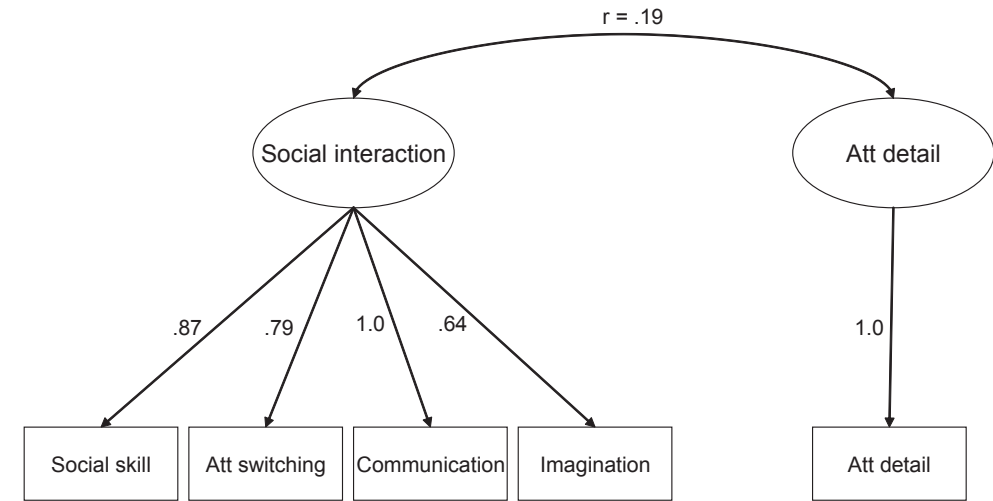 r = .19
Social interaction
Att detail
.87
.79
1.0
.64
1.0
Social skill
Att switching
Communication
Imagination
Att detail